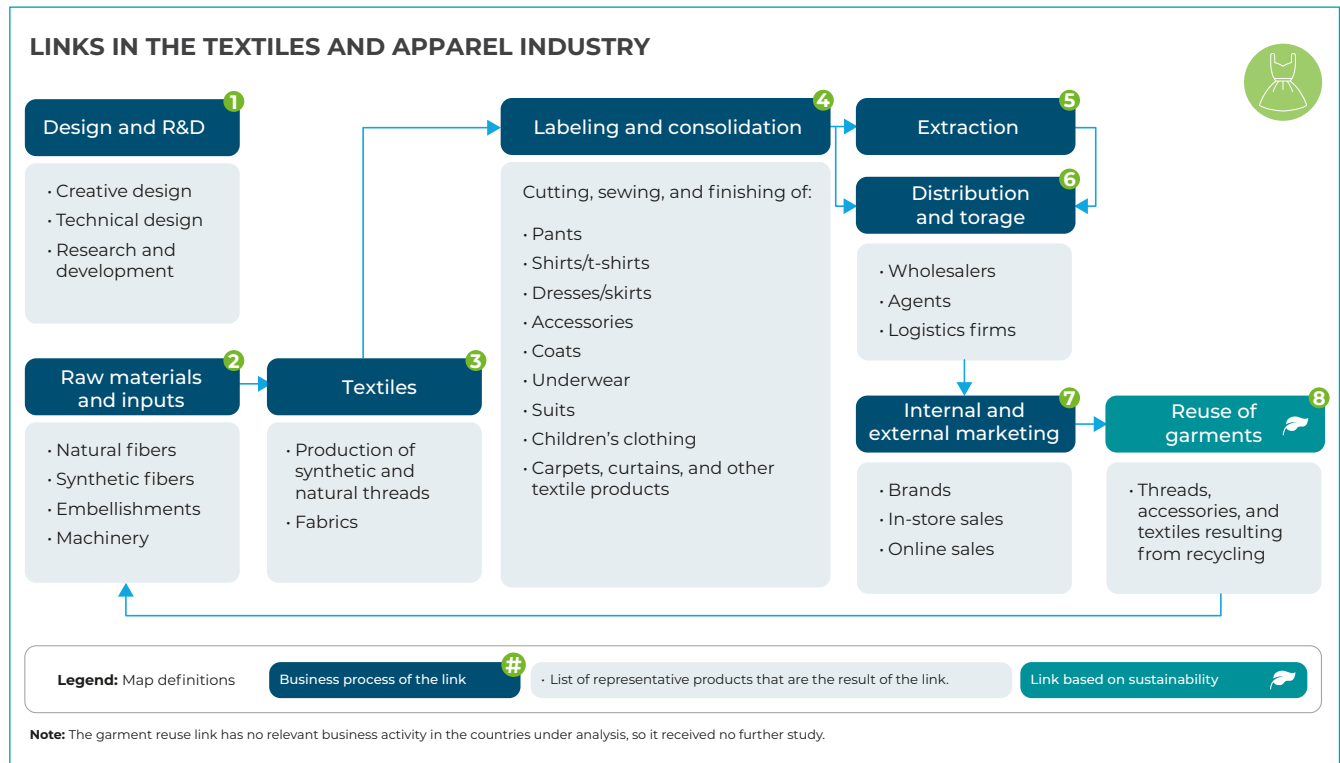 LINKS IN THE TEXTILES AND APPAREL INDUSTRY
1
Design and R&D
· Creative design
· Technical design
· Research and
development
2
Raw materials
and inputs
· Natural fibers
· Synthetic fibers
· Embellishments
· Machinery
3
Textiles
· Production of
synthetic and
natural threads
· Fabrics
4
Labeling and consolidation
Cutting, sewing, and finishing of:
· Pants
· Shirts/t-shirts
· Dresses/skirts
· Accessories
· Coats
· Underwear
· Suits
· Children’s clothing
· Carpets, curtains, and other
textile products
5
Extraction
6
Distribution
and torage
· Wholesalers
· Agents
· Logistics firms
7
Internal and
external marketing
· Brands
· In-store sales
· Online sales
8
Reuse of
garments
· Threads,
accessories, and
textiles resulting
from recycling
Legend: Map definitions
Business process of the link
#
· List of representative products that are the result of the link.
Link based on sustainability
Note: The garment reuse link has no relevant business activity in the countries under analysis, so it received no further study.